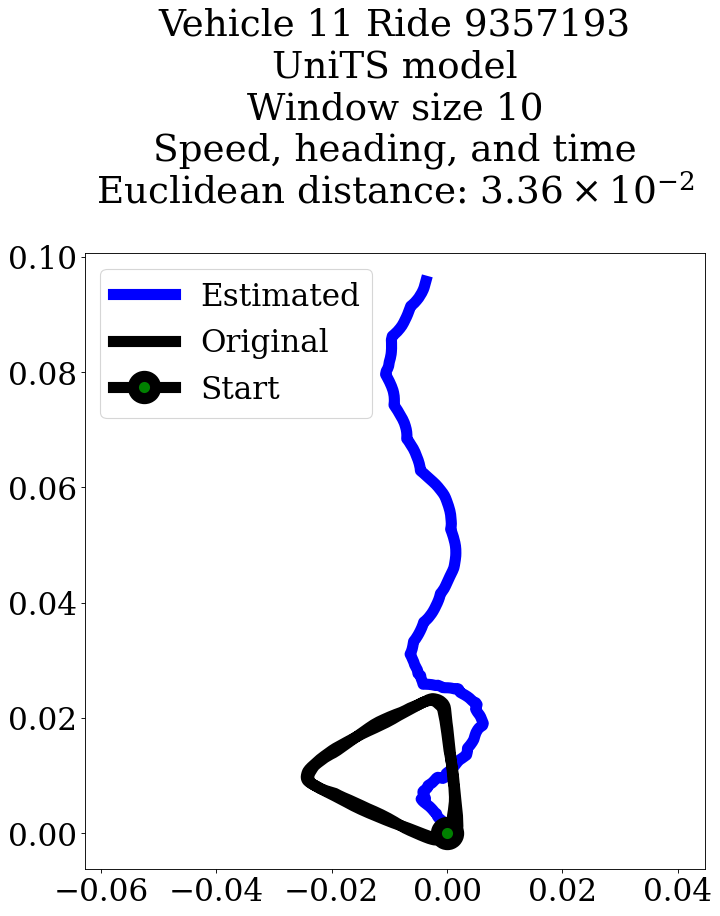 Vehicle 11 Ride 9357193
UniTS model
Window size 10
Speed, heading, and time
Euclidean distance: 3.36 × 10⁻²
0.10
0.08
0.06
0.04
0.02
0.00
Estimated
Original
Start
−0.06 −0.04 −0.02 0.00 0.02 0.04